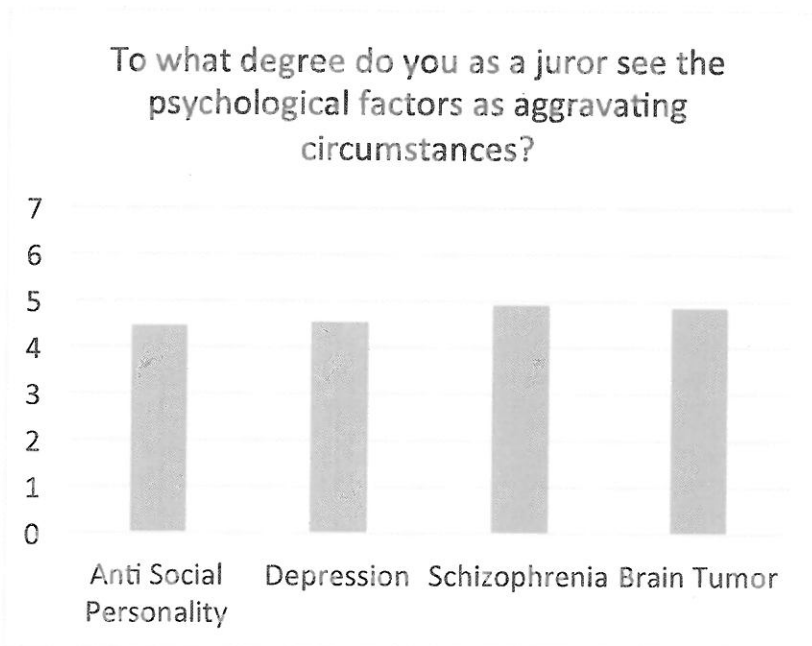 To what degree do you as a juror see the
psychological factors as aggravating
circumstances?
7
6
5
4
3
2
1
0
Anti Social
Personality
Depression
Schizophrenia
Brain Tumor